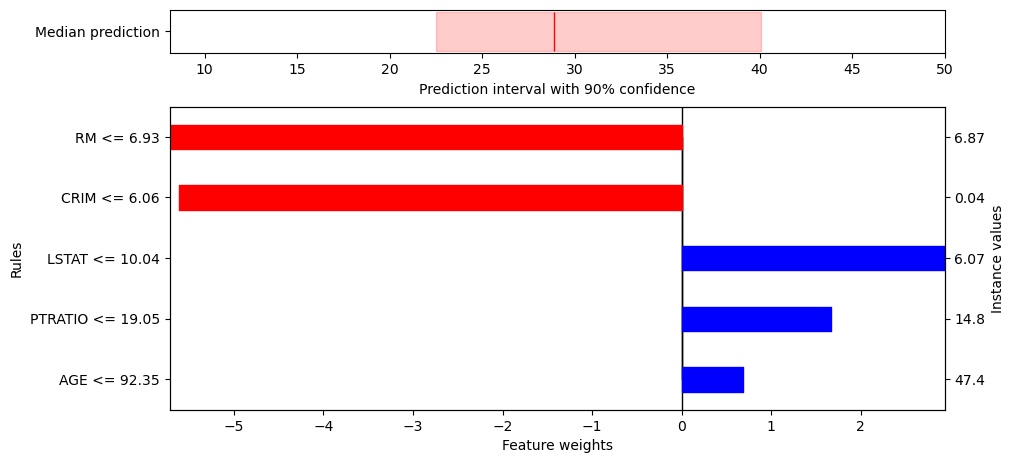 Median prediction
10 15 20 25 30 35 40 45 50
Prediction interval with 90% confidence
Rules
RM <= 6.93 6.87
CRIM <= 6.06 0.04
LSTAT <= 10.04 6.07
PTRATIO <= 19.05 14.8
AGE <= 92.35 47.4
Instance values
−5 −4 −3 −2 −1 0 1 2
Feature weights